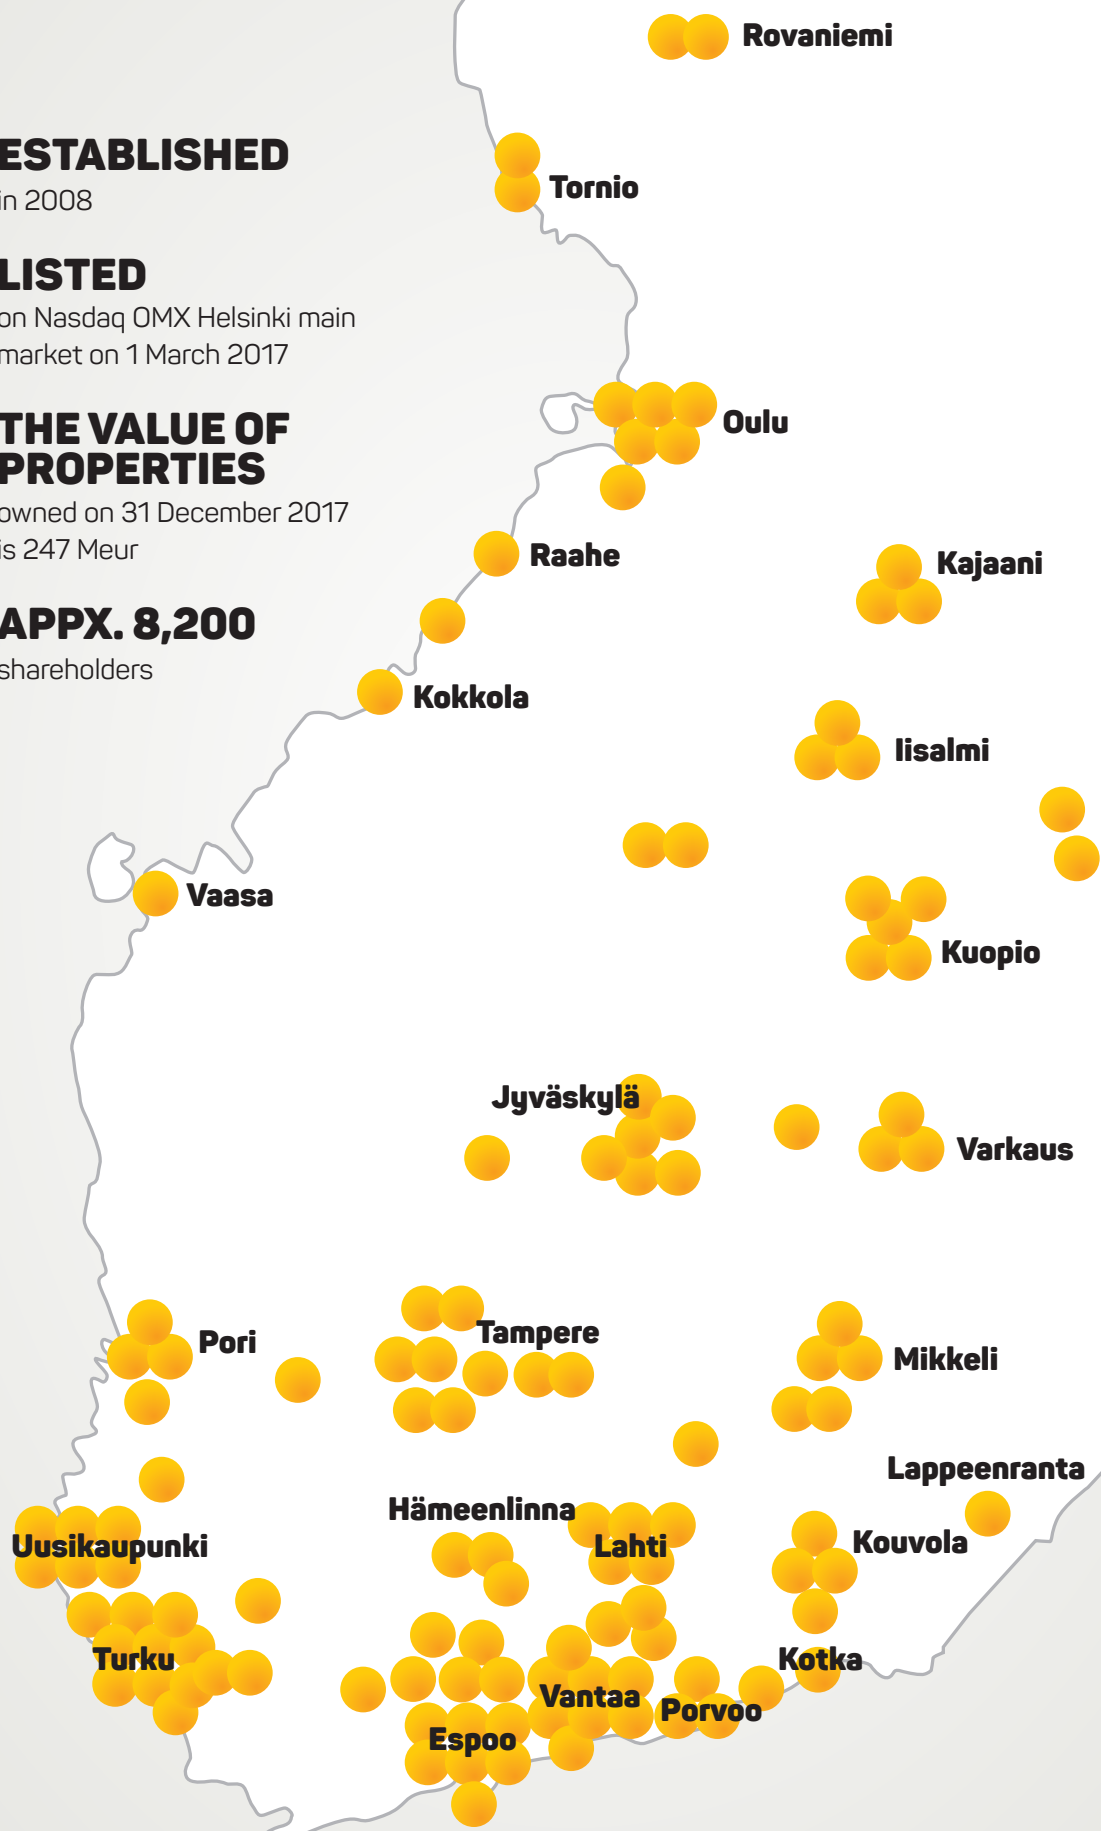 Rovaniemi
ESTABLISHED
in 2008
Tornio
LISTED
on Nasdaq OMX Helsinki main
market on 1 March 2017
THE VALUE OF
PROPERTIES
owned on 31 December 2017
is 247 Meur
Oulu
Raahe
Kajaani
APPX. 8,200
shareholders
Kokkola
Iisalmi
Vaasa
Kuopio
Jyväskylä
Varkaus
Pori
Tampere
Mikkeli
Lappeenranta
Hämeenlinna
Uusikaupunki
Lahti
Kouvola
Turku
Kotka
Vantaa
Porvoo
Espoo